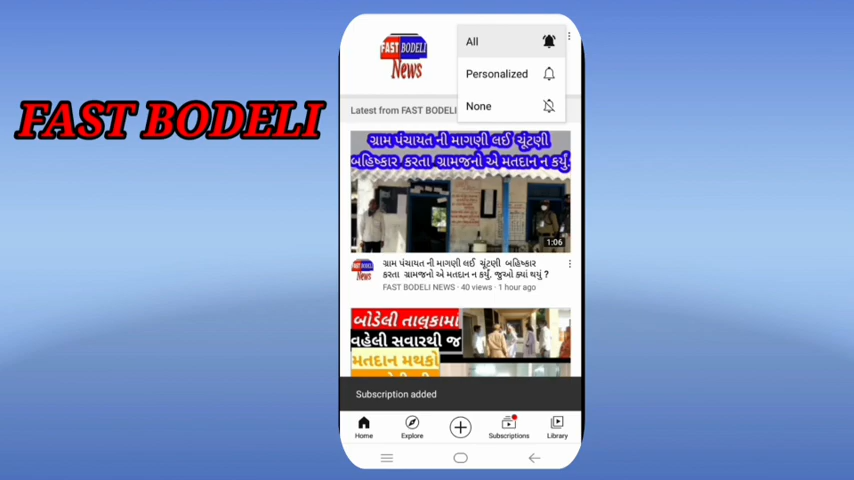 FAST BODELI
FAST BODELI
News
All
Personalized
None
Latest from FAST BODELI
ગ્રામ પંચાયત ની માગણી લઈ ચૂંટણી
બહિષ્કાર કરતા ગ્રામજનો એ મતદાન ન કર્યું.
1:06
ગ્રામ પંચાયત ની માગણી લઈ ચૂંટણી બહિષ્કાર
કરતા ગ્રામજનો એ મતદાન ન કર્યું. જુઓ ક્યાં થયું ?
FAST BODELI NEWS · 40 views · 1 hour ago
બોડેલી તાલુકામાં
વહેલી સવારથી જ
મતદાન મથકો
Subscription added
Home
Explore
Subscriptions
Library